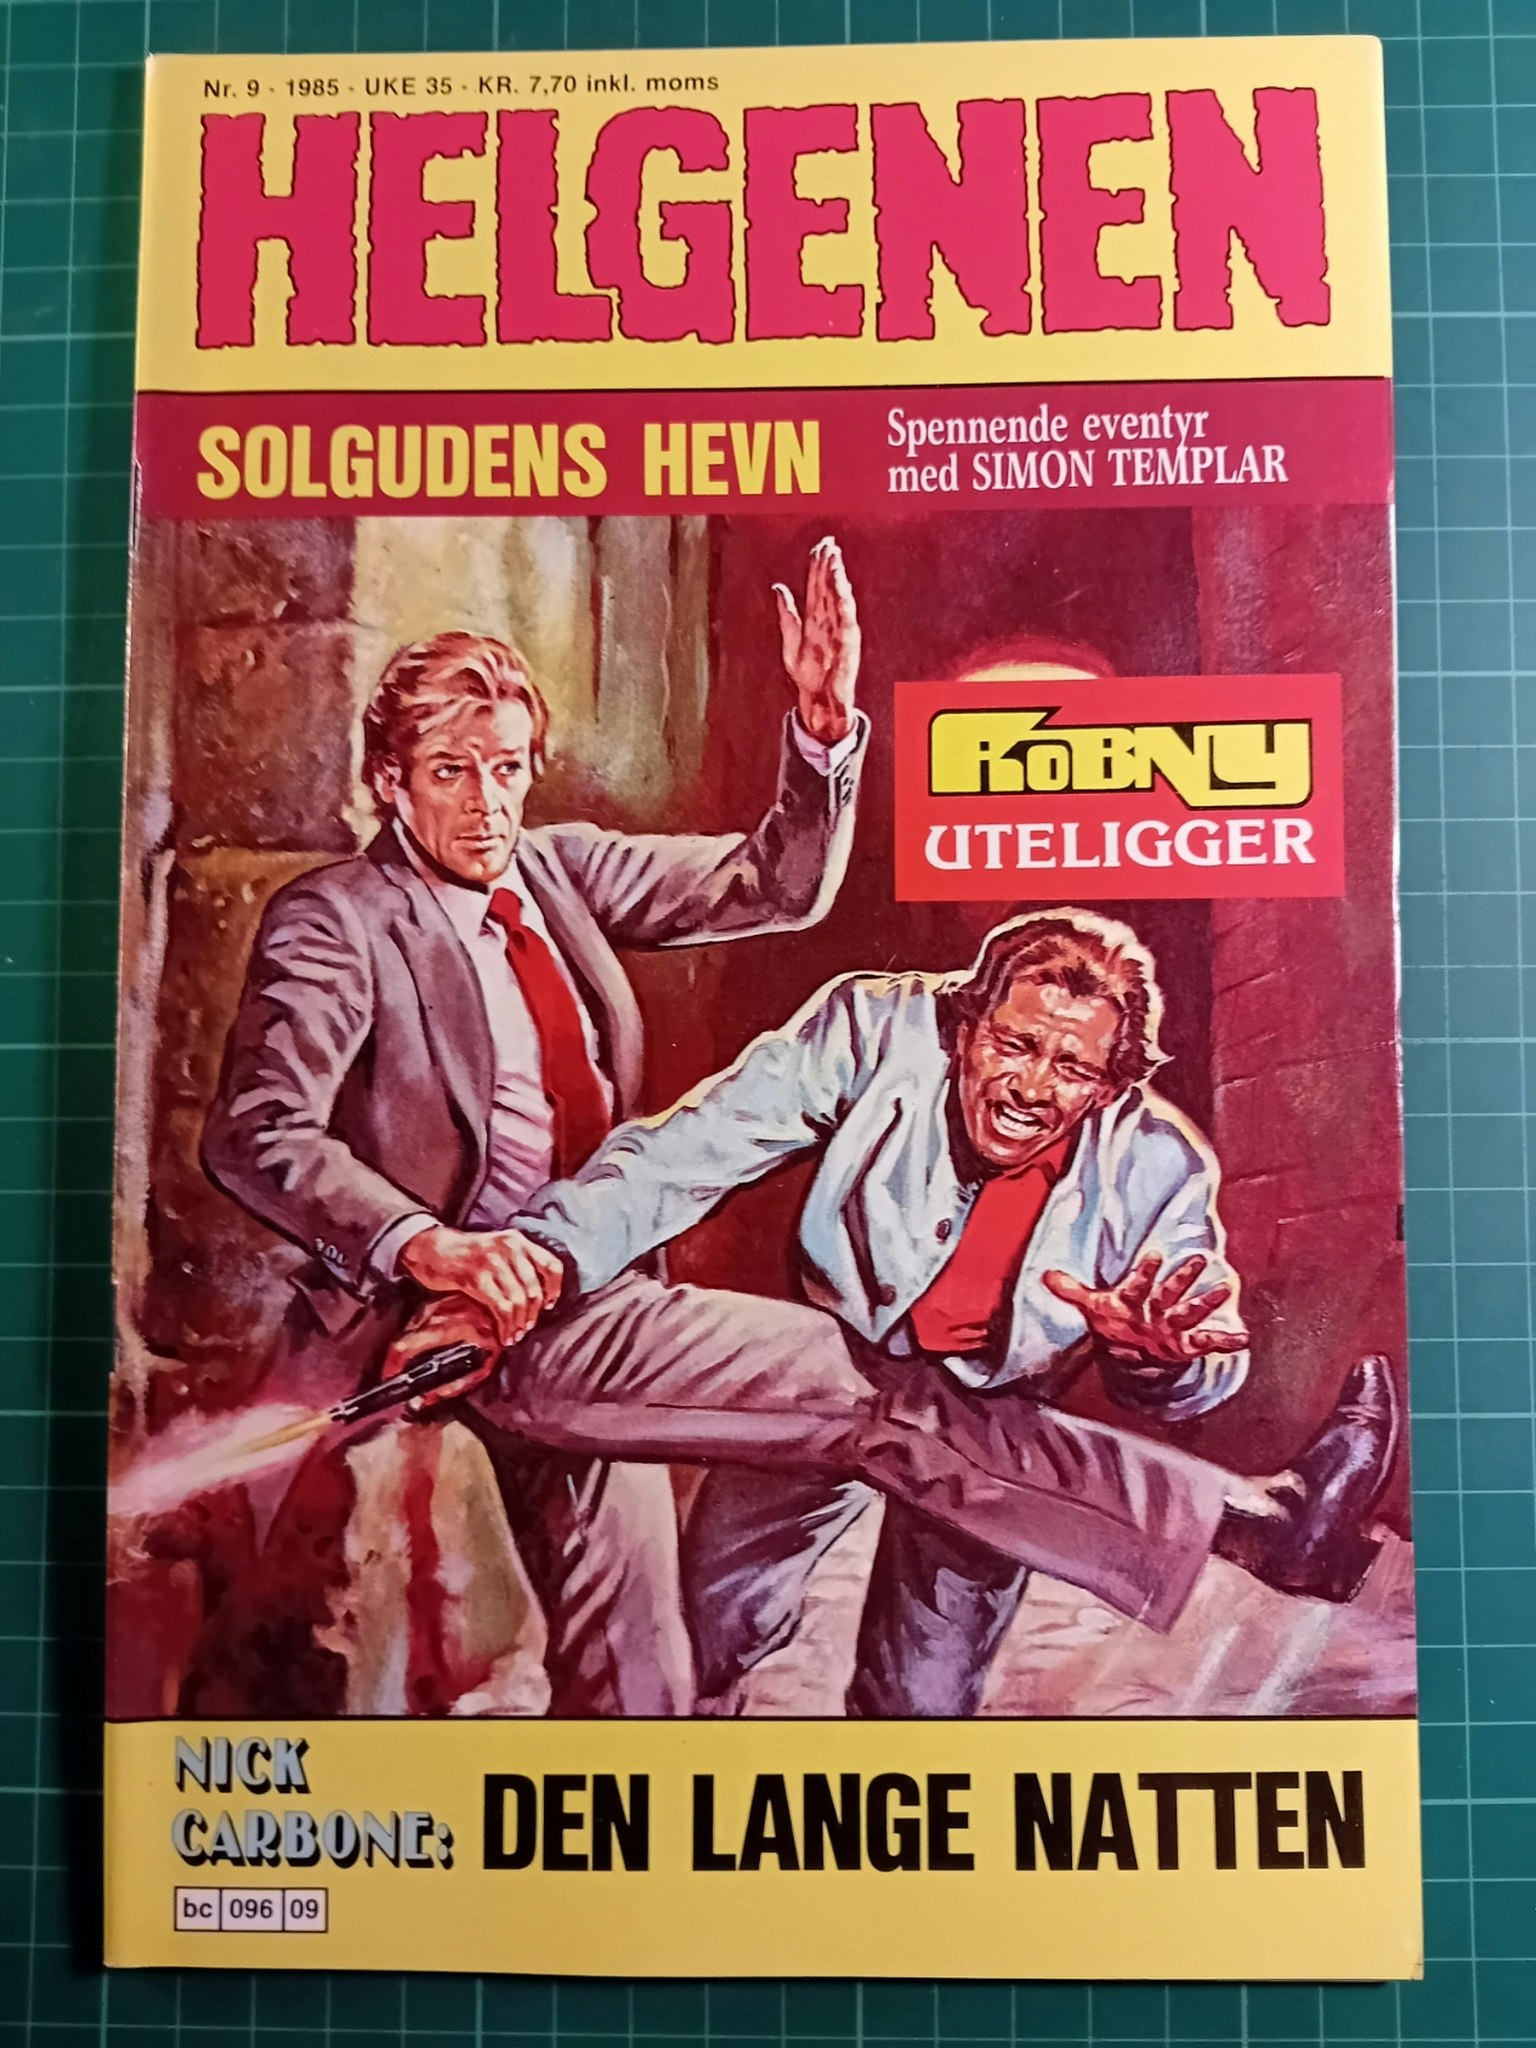 Nr. 9 - 1985 - UKE 35 - KR. 7,70 inkl. moms
HELGENEN
SOLGUDENS HEVN
Spennende eventyr
med SIMON TEMPLAR
UTELIGGER
NICK
CARBONE:
DEN LANGE NATTEN
bc 096 09